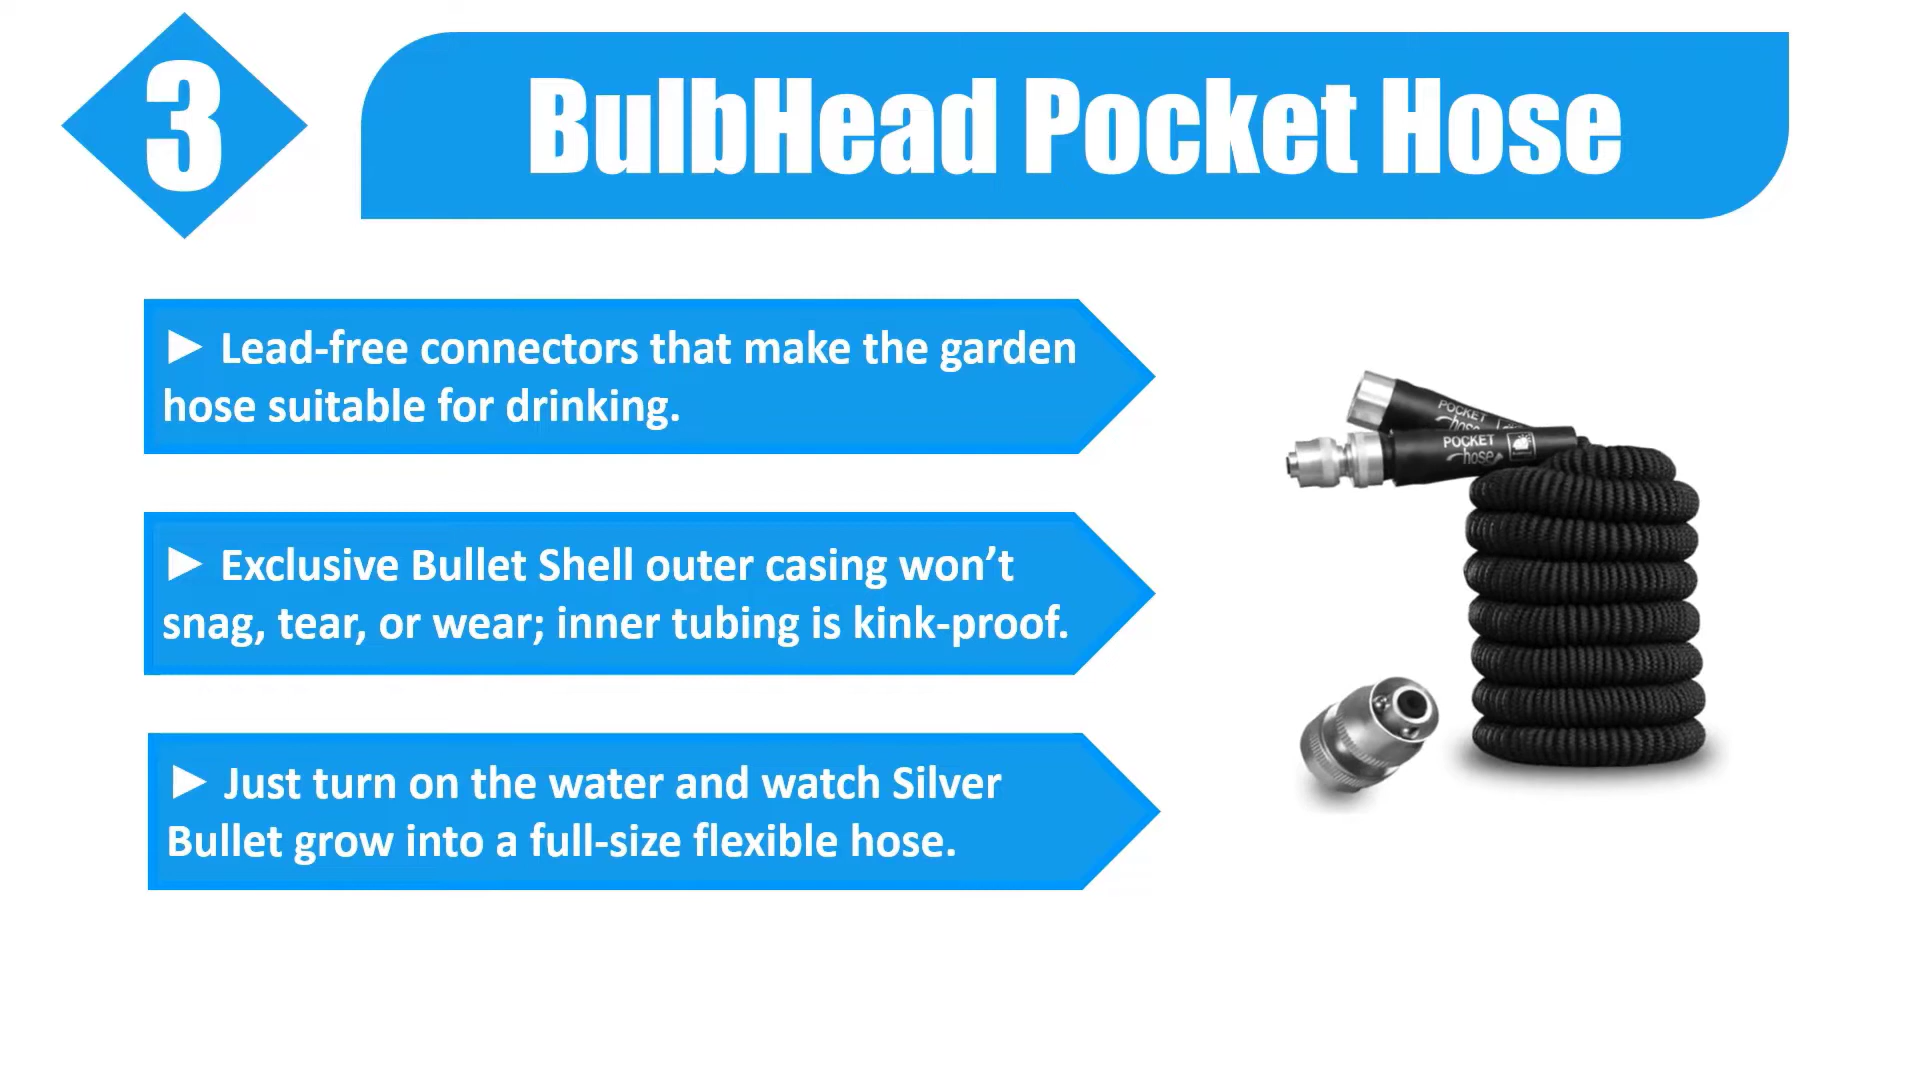 3
BulbHead Pocket Hose
► Lead-free connectors that make the garden
hose suitable for drinking.
► Exclusive Bullet Shell outer casing won’t
snag, tear, or wear; inner tubing is kink-proof.
► Just turn on the water and watch Silver
Bullet grow into a full-size flexible hose.
POCKET
hose
POCKET
hose